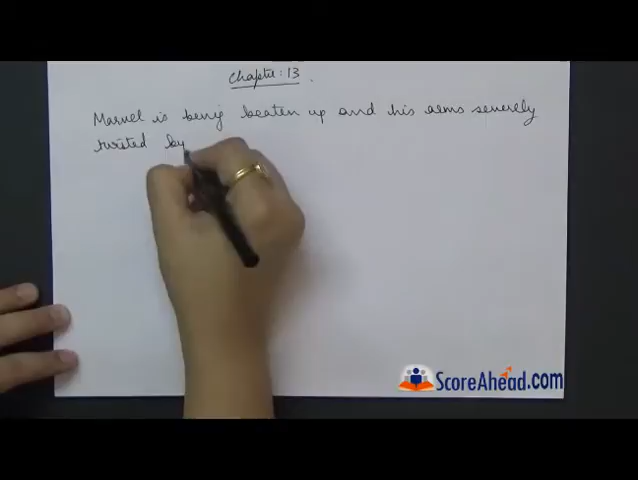 Chapter: 13
Marvel is being beaten up and his arms severely
twisted by
ScoreAhead.com